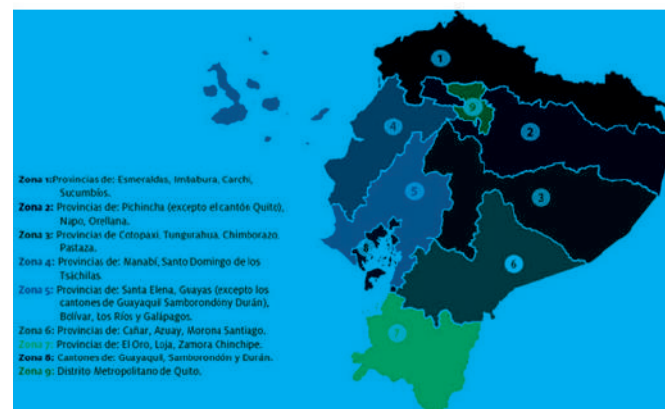 1
9
2
4
5
3
8
6
7
Zona 1:Provincias de: Esmeraldas, Imbabura, Carchi,
Sucumbíos.
Zona 2: Provincias de: Pichincha (excepto el cantón Quito),
Napo, Orellana.
Zona 3: Provincias de Cotopaxi, Tungurahua, Chimborazo,
Pastaza.
Zona 4: Provincias de: Manabí, Santo Domingo de los
Tsáchilas.
Zona 5: Provincias de: Santa Elena, Guayas (excepto los
cantones de Guayaquil Samborondóny Durán),
Bolívar, Los Ríos y Galápagos.
Zona 6: Provincias de: Cañar, Azuay, Morona Santiago.
Zona 7: Provincias de: El Oro, Loja, Zamora Chinchipe.
Zona 8: Cantones de: Guayaquil, Samborondón y Durán.
Zona 9: Distrito Metropolitano de Quito.